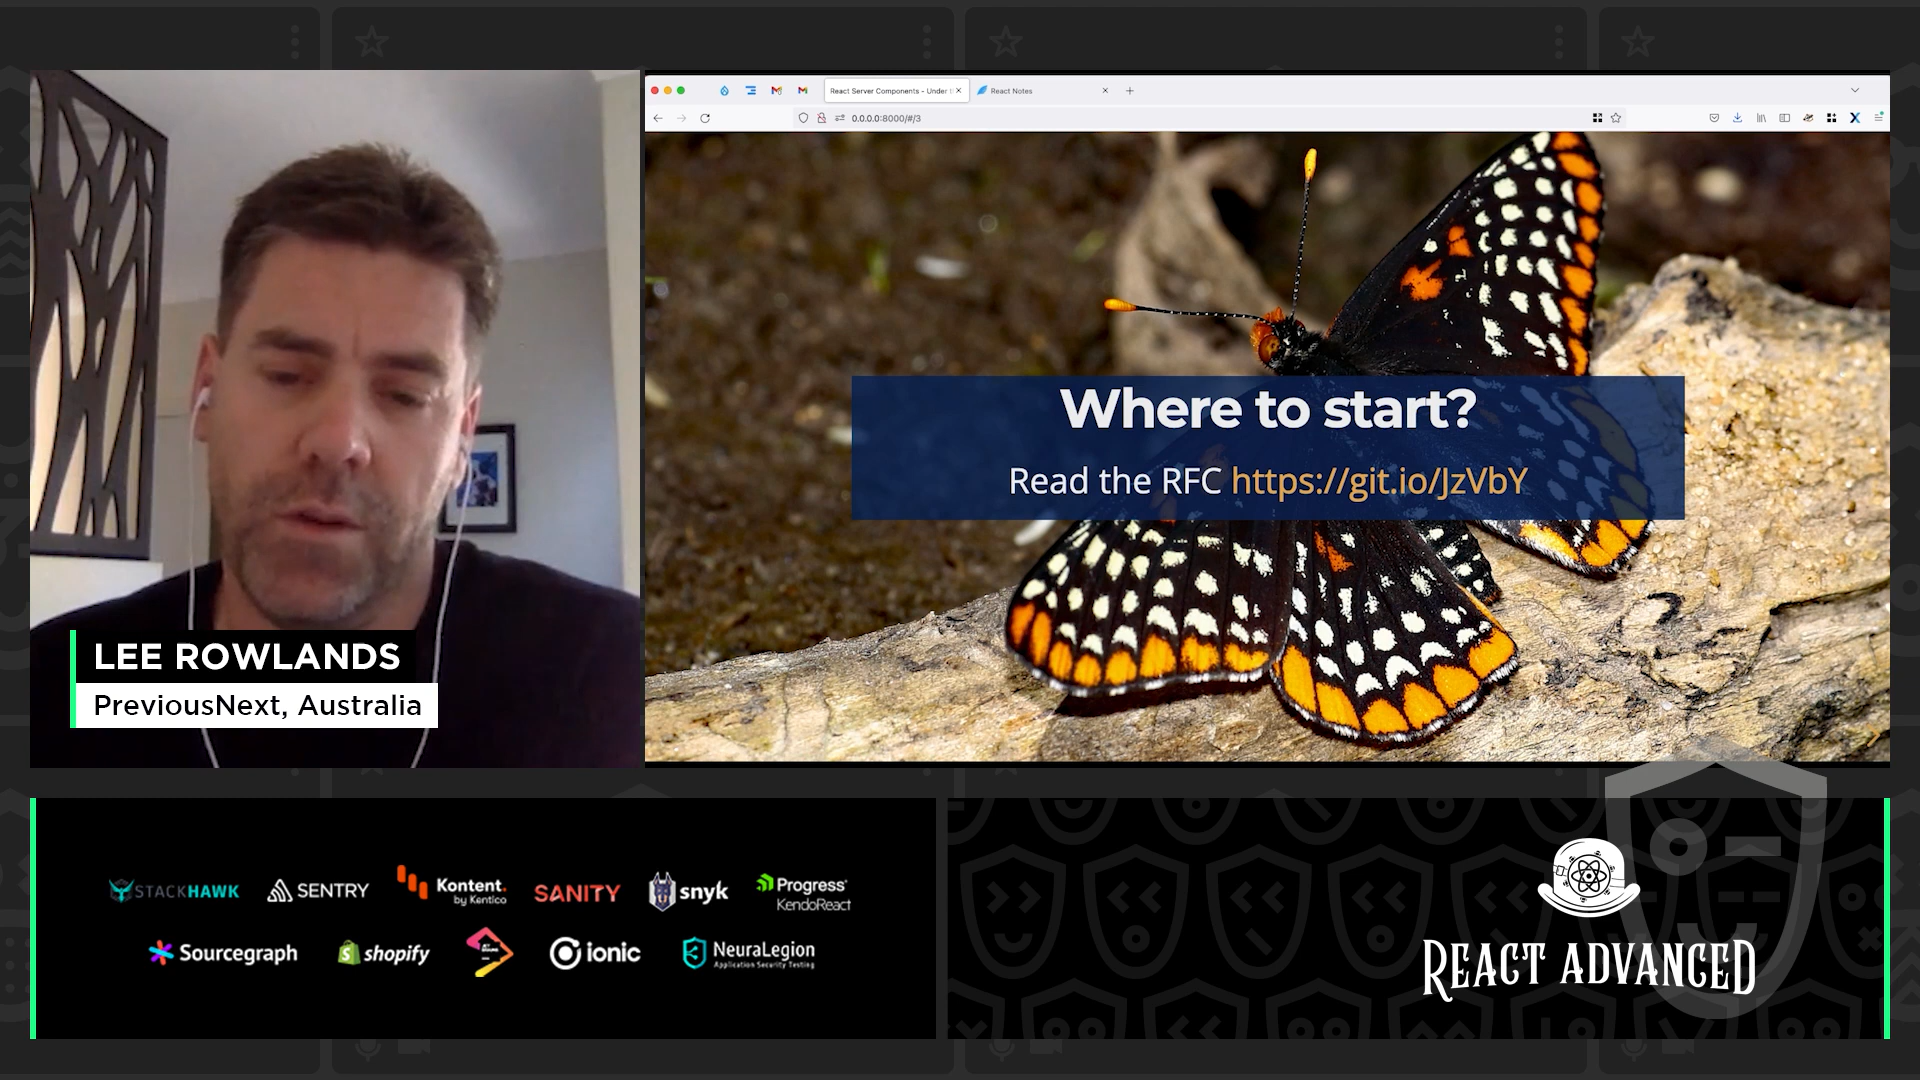 React Server Components - Under t
React Notes
0.0.0.0:8000/#/3
Where to start?
Read the RFC https://git.io/JzVbY
LEE ROWLANDS
PreviousNext, Australia
STACKHAWK
SENTRY
Kontent.
by Kentico
SANITY
snyk
Progress
KendoReact
Sourcegraph
shopify
ionic
NeuraLegion
Application Security Testing
REACT ADVANCED